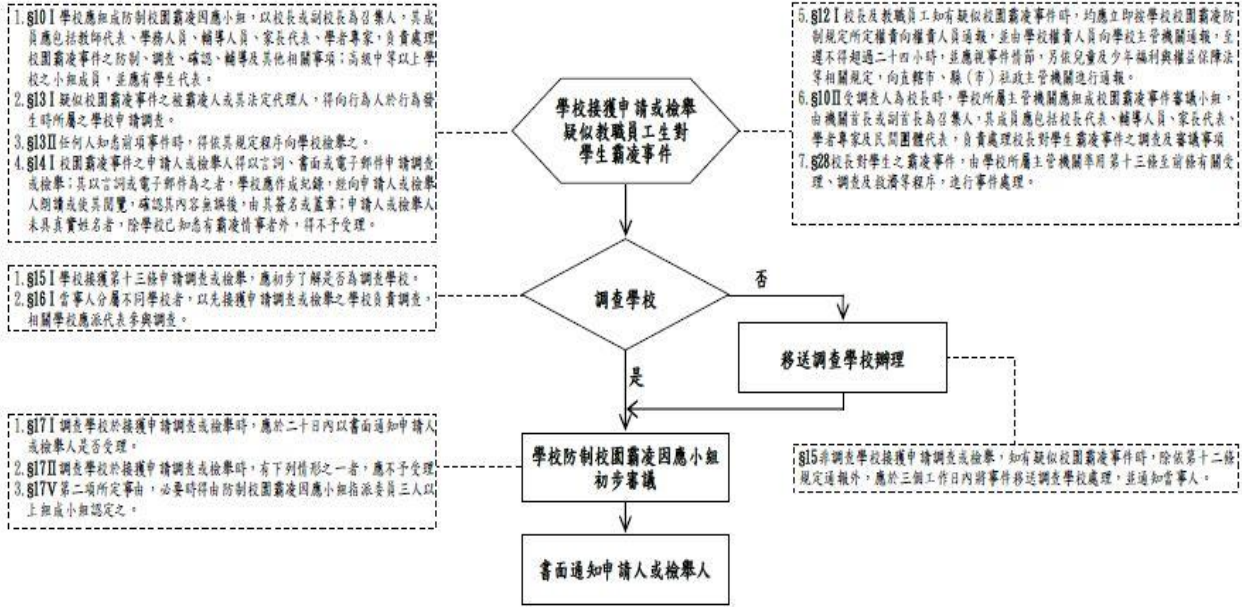 1.§10Ⅰ學校應組成防制校園霸凌因應小組，以校長或副校長為召集人，其成
員應包括教師代表、學務人員、輔導人員、家長代表、學者專家，負責處理
校園霸凌事件之防制、調查、確認、輔導及其他相關事項；高級中等以上學
校之小組成員，並應有學生代表。
2.§13Ⅰ疑似校園霸凌事件之被霸凌人或其法定代理人，得向行為人於行為發
生時所屬之學校申請調查。
3.§13Ⅱ任何人知悉前項事件時，得依其規定程序向學校檢舉之。
4.§14Ⅰ校園霸凌事件之申請人或檢舉人得以言詞、書面或電子郵件申請調查
或檢舉；其以言詞或電子郵件為之者，學校應作成紀錄，經向申請人或檢舉
人朗讀或使其閱覽，確認其內容無誤後，由其簽名或蓋章；申請人或檢舉人
未具真實姓名者，除學校已知悉有霸凌情事者外，得不予受理。
學校接獲申請或檢舉
疑似教職員工生對
學生霸凌事件
5.§12Ⅰ校長及教職員工知有疑似校園霸凌事件時，均應立即按學校校園霸凌防
制規定所定權責向權責人員通報，並由學校權責人員向學校主管機關通報，至
遲不得超過二十四小時，並應視事件情節，另依兒童及少年福利與權益保障法
等相關規定，向直轄市、縣（市）社政主管機關進行通報。
6.§10Ⅱ受調查人為校長時，學校所屬主管機關應組成校園霸凌事件審議小組，
由機關首長或副首長為召集人，其成員應包括校長代表、輔導人員、家長代表、
學者專家及民間團體代表，負責處理校長對學生霸凌事件之調查及審議事項
7.§28校長對學生之霸凌事件，由學校所屬主管機關準用第十三條至前條有關受
理、調查及救濟等程序，進行事件處理。
1.§15Ⅰ學校接獲第十三條申請調查或檢舉，應初步了解是否為調查學校。
2.§16Ⅰ當事人分屬不同學校者，以先接獲申請調查或檢舉之學校負責調查，
相關學校應派代表參與調查。
調查學校
否
移送調查學校辦理
是
1.§17Ⅰ調查學校於接獲申請調查或檢舉時，應於二十日內以書面通知申請人
或檢舉人是否受理。
2.§17Ⅱ調查學校於接獲申請調查或檢舉時，有下列情形之一者，應不予受理
3.§17Ⅴ第二項所定事由，必要時得由防制校園霸凌因應小組指派委員三人以
上組成小組認定之。
學校防制校園霸凌因應小組
初步審議
§15非調查學校接獲申請調查或檢舉，知有疑似校園霸凌事件時，除依第十二條
規定通報外，應於三個工作日內將事件移送調查學校處理，並通知當事人。
書面通知申請人或檢舉人